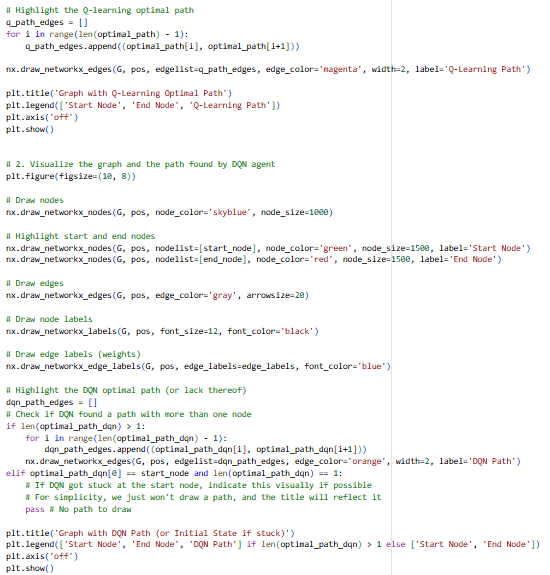 # Highlight the Q-learning optimal path
q_path_edges = []
for i in range(len(optimal_path) - 1):
    q_path_edges.append((optimal_path[i], optimal_path[i+1]))

nx.draw_networkx_edges(G, pos, edgelist=q_path_edges, edge_color='magenta', width=2, label='Q-Learning Path')

plt.title('Graph with Q-Learning Optimal Path')
plt.legend(['Start Node', 'End Node', 'Q-Learning Path'])
plt.axis('off')
plt.show()


# 2. Visualize the graph and the path found by DQN agent
plt.figure(figsize=(10, 8))

# Draw nodes
nx.draw_networkx_nodes(G, pos, node_color='skyblue', node_size=1000)

# Highlight start and end nodes
nx.draw_networkx_nodes(G, pos, nodelist=[start_node], node_color='green', node_size=1500, label='Start Node')
nx.draw_networkx_nodes(G, pos, nodelist=[end_node], node_color='red', node_size=1500, label='End Node')

# Draw edges
nx.draw_networkx_edges(G, pos, edge_color='gray', arrowsize=20)

# Draw node labels
nx.draw_networkx_labels(G, pos, font_size=12, font_color='black')

# Draw edge labels (weights)
nx.draw_networkx_edge_labels(G, pos, edge_labels=edge_labels, font_color='blue')

# Highlight the DQN optimal path (or lack thereof)
dqn_path_edges = []
# Check if DQN found a path with more than one node
if len(optimal_path_dqn) > 1:
    for i in range(len(optimal_path_dqn) - 1):
        dqn_path_edges.append((optimal_path_dqn[i], optimal_path_dqn[i+1]))
    nx.draw_networkx_edges(G, pos, edgelist=dqn_path_edges, edge_color='orange', width=2, label='DQN Path')
elif optimal_path_dqn[0] == start_node and len(optimal_path_dqn) == 1:
    # If DQN got stuck at the start node, indicate this visually if possible
    # For simplicity, we just won't draw a path, and the title will reflect it
    pass # No path to draw

plt.title('Graph with DQN Path (or Initial State if stuck)')
plt.legend(['Start Node', 'End Node', 'DQN Path'] if len(optimal_path_dqn) > 1 else ['Start Node', 'End Node'])
plt.axis('off')
plt.show()